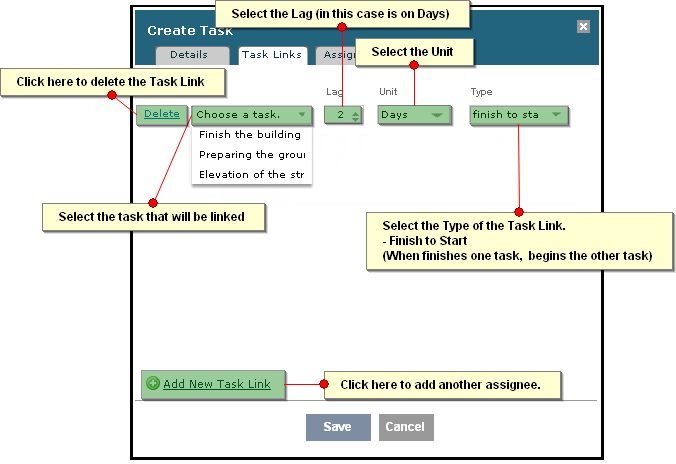 Select the Lag (in this case is on Days)
Create Task
Details
Task Links
Assig
Select the Unit
Click here to delete the Task Link
Lag
Unit
Type
Delete
Choose a task.
2
Days
finish to sta
Finish the building
Preparing the grour
Elevation of the str
Select the task that will be linked
Select the Type of the Task Link.
- Finish to Start
(When finishes one task, begins the other task)
Add New Task Link
Click here to add another assignee.
Save
Cancel